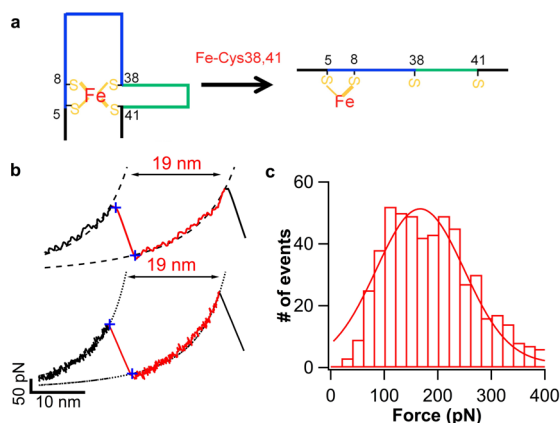 a
8 S S 38
Fe
5 S S 41
Fe-Cys38,41
5 8 38 41
S S S S
Fe
b
19 nm
19 nm
50 pN
10 nm
c
# of events
60
40
20
0
0 100 200 300 400
Force (pN)